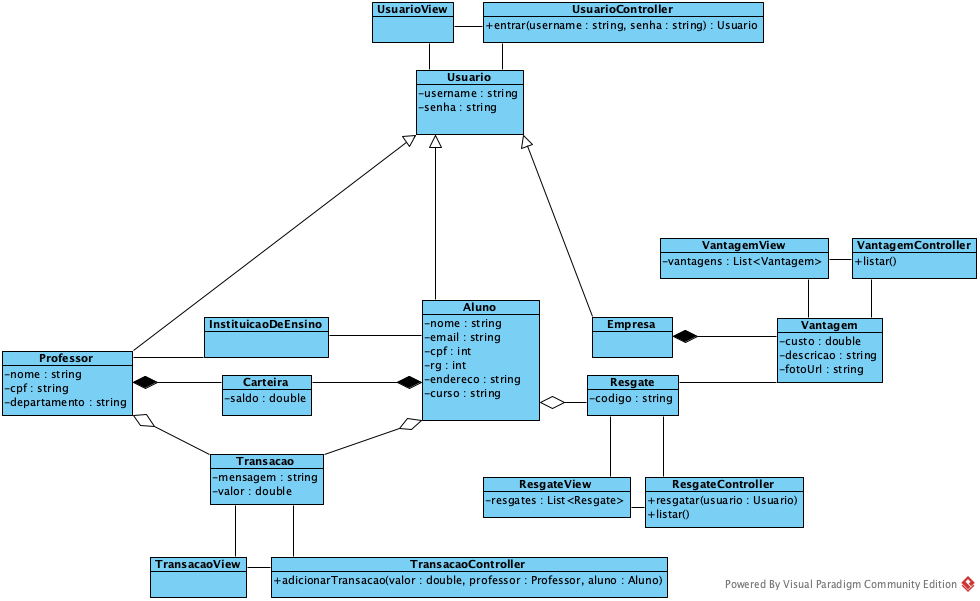 UsuarioView
UsuarioController
+entrar(username : string, senha : string) : Usuario
Usuario
-username : string
-senha : string
VantagemView
-vantagens : List<Vantagem>
VantagemController
+listar()
Aluno
-nome : string
-email : string
-cpf : int
-rg : int
-endereco : string
-curso : string
InstituicaoDeEnsino
Empresa
Vantagem
-custo : double
-descricao : string
-fotoUrl : string
Professor
-nome : string
-cpf : string
-departamento : string
Carteira
-saldo : double
Resgate
-codigo : string
Transacao
-mensagem : string
-valor : double
ResgateView
-resgates : List<Resgate>
ResgateController
+resgatar(usuario : Usuario)
+listar()
TransacaoView
TransacaoController
+adicionarTransacao(valor : double, professor : Professor, aluno : Aluno)
Powered By Visual Paradigm Community Edition